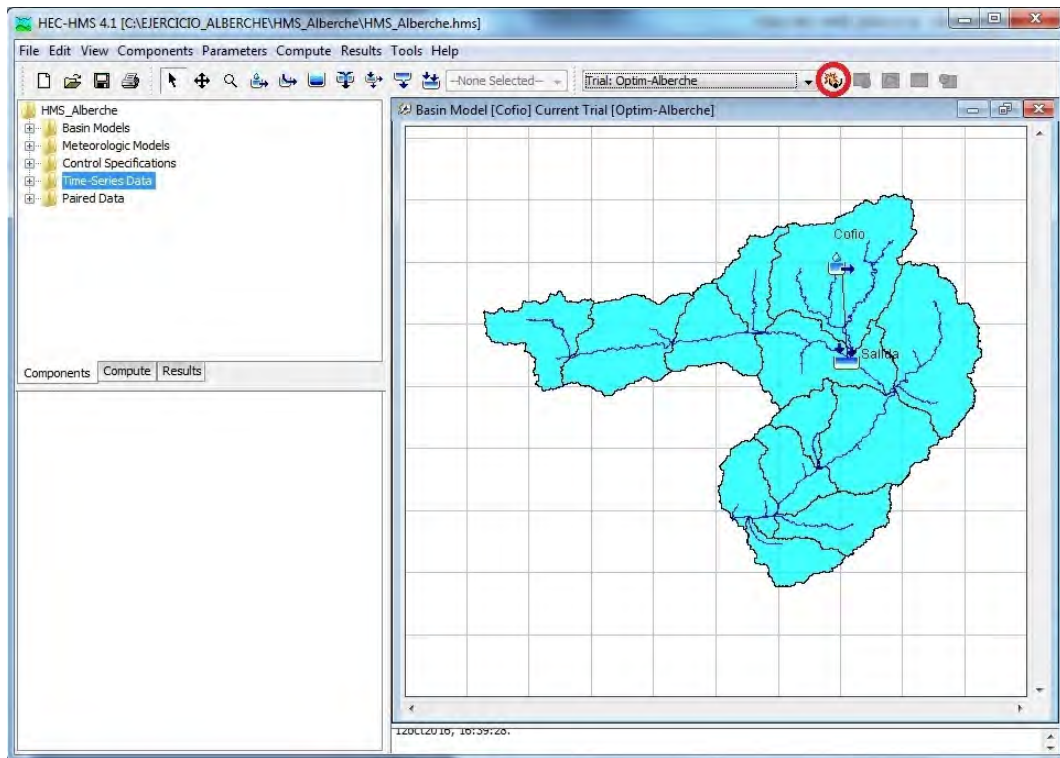 HEC-HMS 4.1 [C:\EJERCICIO_ALBERCHE\HMS_Alberche\HMS_Alberche.hms]
File Edit View Components Parameters Compute Results Tools Help
--None Selected-- Trial: Optim-Alberche
HMS_Alberche
Basin Models
Meteorologic Models
Control Specifications
Time-Series Data
Paired Data
Components Compute Results
Basin Model [Cofio] Current Trial [Optim-Alberche]
Cofio
Salida
12oct2016, 16:39:28.